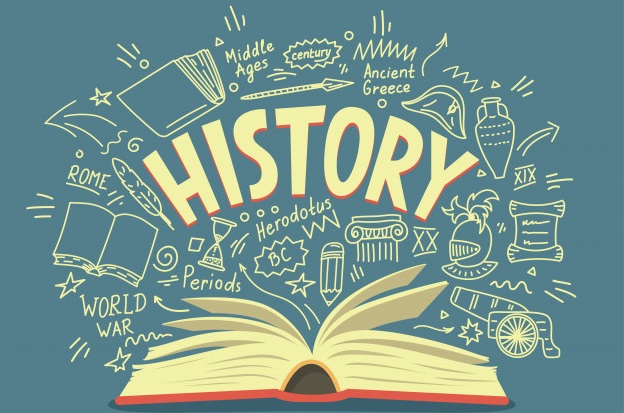 Middle
Ages
century
Ancient
Greece
HISTORY
ROME
XIX
Herodotus
XX
BC
Periods
WORLD
WAR